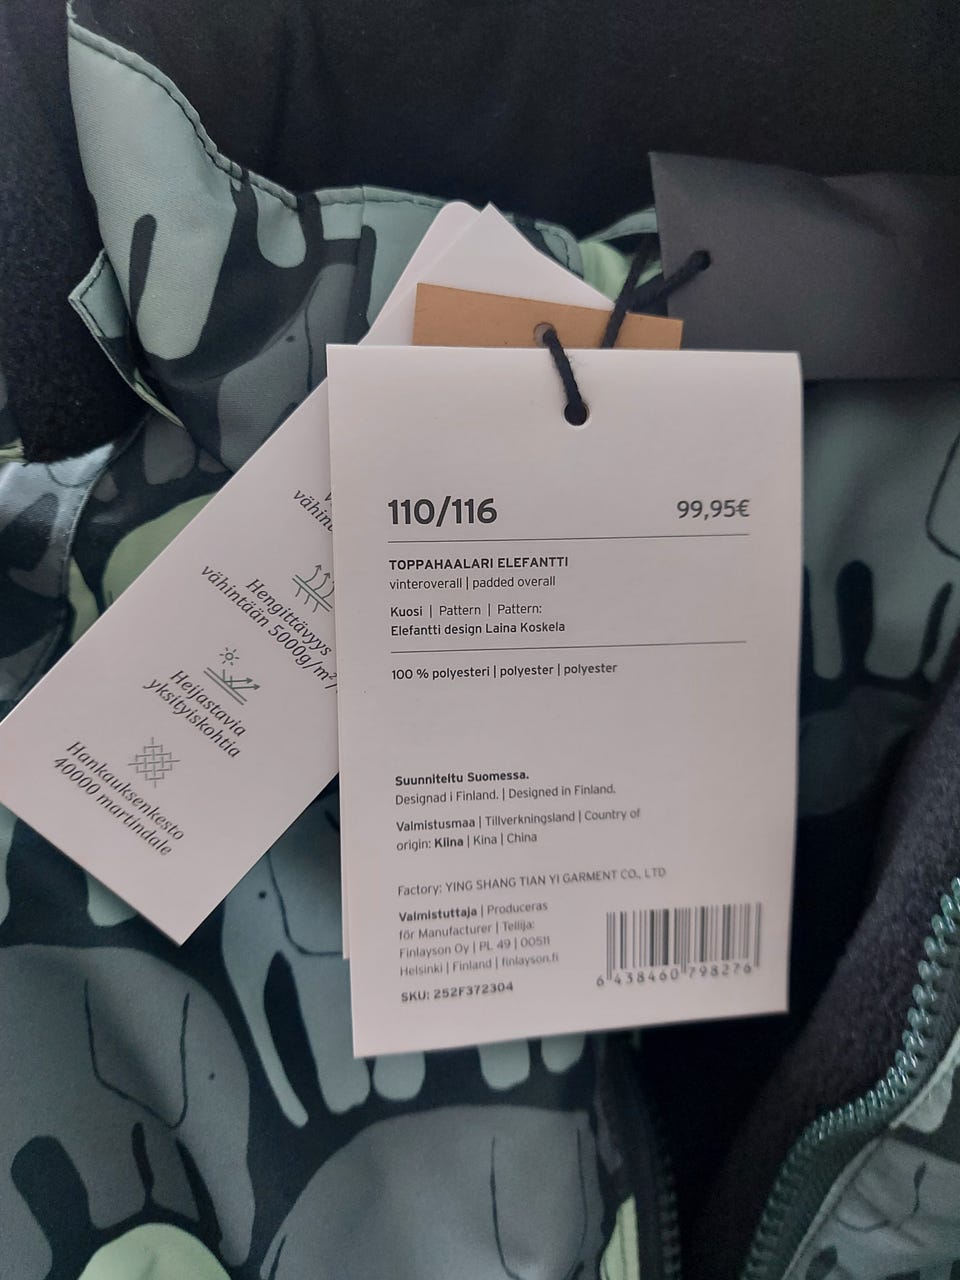 110/116
99,95€
TOPPAHAALARI ELEFANTTI
vinteroverall | padded overall
Kuosi | Pattern | Pattern:
Elefantti design Laina Koskela
100 % polyesteri | polyester | polyester
Suunniteltu Suomessa.
Designad i Finland. | Designed in Finland.
Valmistusmaa | Tillverkningsland | Country of
origin: Kiina | Kina | China
Factory: YING SHANG TIAN YI GARMENT CO., LTD
Valmistuttaja | Produceras
för Manufacturer | Tellija:
Finlayson Oy | PL 49 | 00511
Helsinki | Finland | finlayson.fi
SKU: 252F372304
6 438460 798276
Hengittävyys
vähintään 5000g/m²/
Heijastavia
yksityiskohtia
Hankauksenkesto
40000 martindale